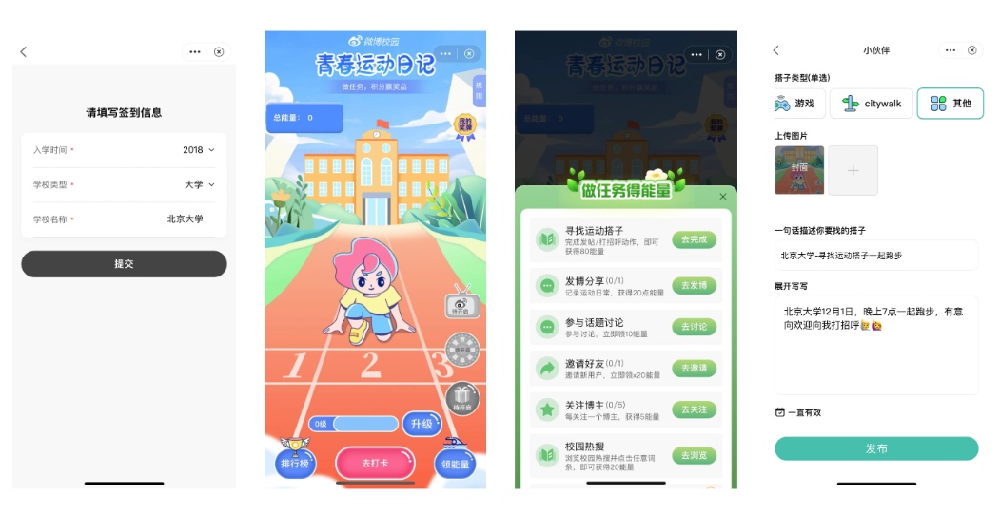 请填写签到信息
入学时间 *
2018
学校类型 *
大学
学校名称 *
北京大学
提交
微博校园
青春运动日记
做任务，积分赢奖品
规则
总能量： 0
我的奖牌
待开启
待开启
待开启
1 2 3
0级
升级
排行榜
去打卡
领能量
微博校园
青春运动日记
做任务，积分赢奖品
规则
总能量： 0
我的奖牌
做任务得能量
寻找运动搭子
完成发帖/打招呼动作，即可
获得80能量
去完成
发博分享(0/1)
记录运动日常，获得20点能量
去发博
参与话题讨论
参与讨论，立即领10能量
去讨论
邀请好友(0/1)
邀请新用户，立即领x20能量
去邀请
关注博主(0/5)
每关注一个博主，获得5能量
去关注
校园热搜
浏览校园热搜并点击任意词
条，即可获得20能量
去浏览
小伙伴
搭子类型(单选)
游戏
citywalk
其他
上传图片
封面
一句话描述你要找的搭子
北京大学-寻找运动搭子一起跑步
展开写写
北京大学12月1日，晚上7点一起跑步，有意
向欢迎向我打招呼🙋🙋
一直有效
发布